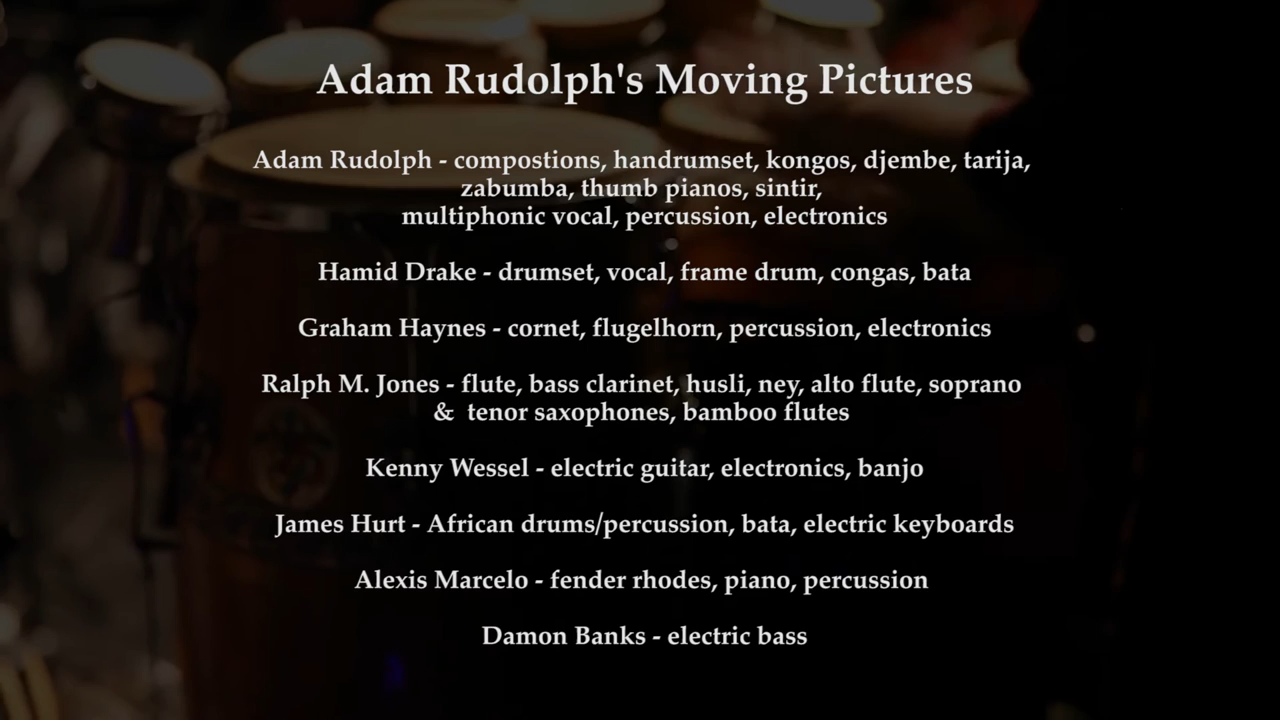 Adam Rudolph's Moving Pictures
Adam Rudolph - compostions, handrumset, kongos, djembe, tarija,
zabumba, thumb pianos, sintir,
multiphonic vocal, percussion, electronics
Hamid Drake - drumset, vocal, frame drum, congas, bata
Graham Haynes - cornet, flugelhorn, percussion, electronics
Ralph M. Jones - flute, bass clarinet, husli, ney, alto flute, soprano
& tenor saxophones, bamboo flutes
Kenny Wessel - electric guitar, electronics, banjo
James Hurt - African drums/percussion, bata, electric keyboards
Alexis Marcelo - fender rhodes, piano, percussion
Damon Banks - electric bass